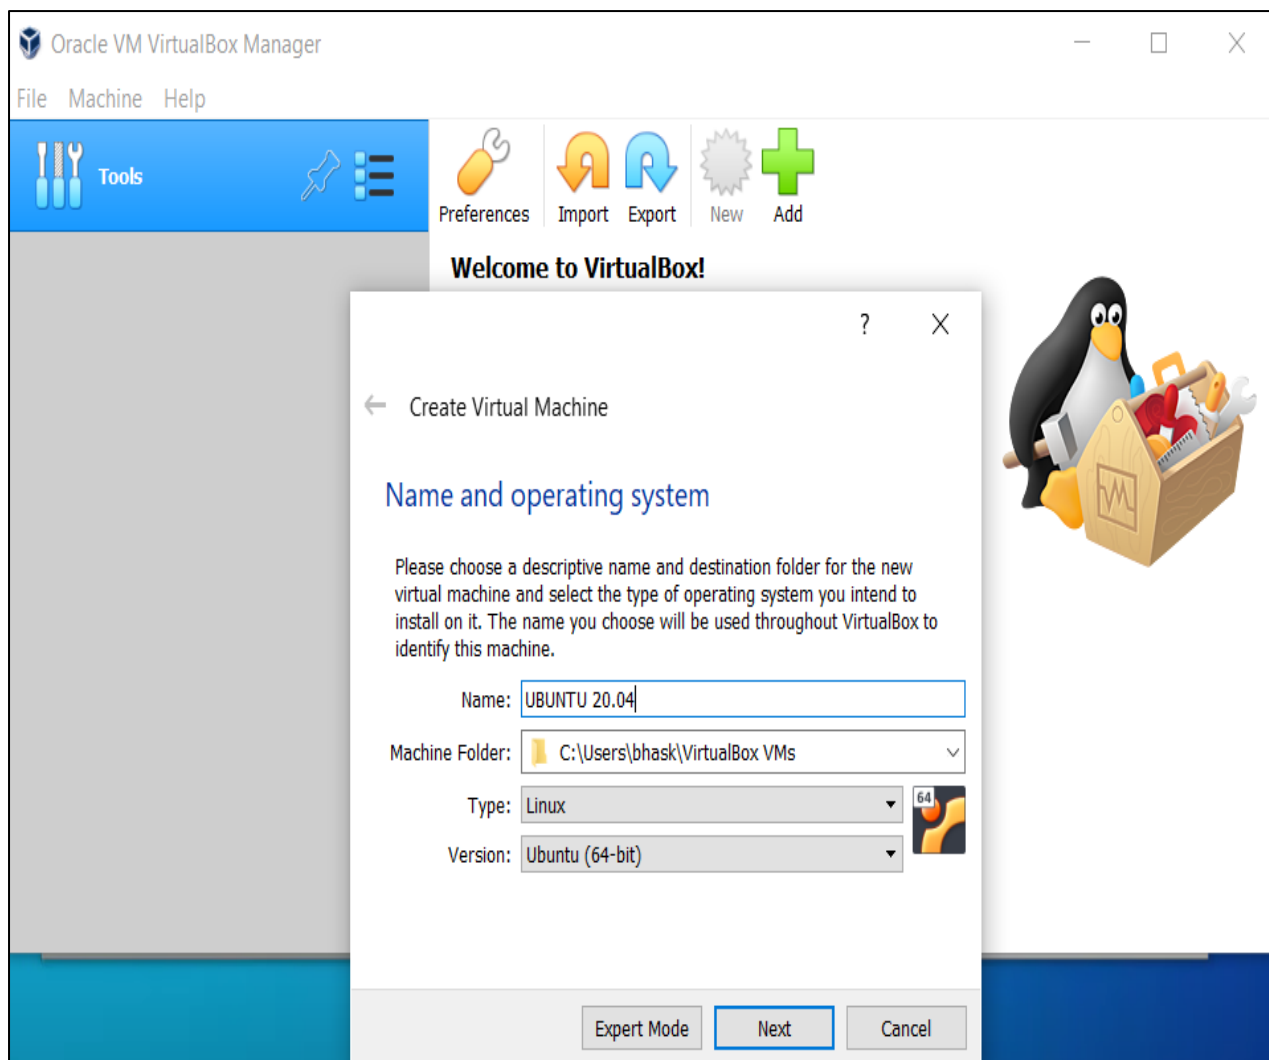 Oracle VM VirtualBox Manager
File Machine Help
Tools
Preferences Import Export New Add
Welcome to VirtualBox!
?
Create Virtual Machine
Name and operating system
Please choose a descriptive name and destination folder for the new
virtual machine and select the type of operating system you intend to
install on it. The name you choose will be used throughout VirtualBox to
identify this machine.
Name: UBUNTU 20.04
Machine Folder: C:\Users\bhask\VirtualBox VMs
Type: Linux
64
Version: Ubuntu (64-bit)
Expert Mode Next Cancel